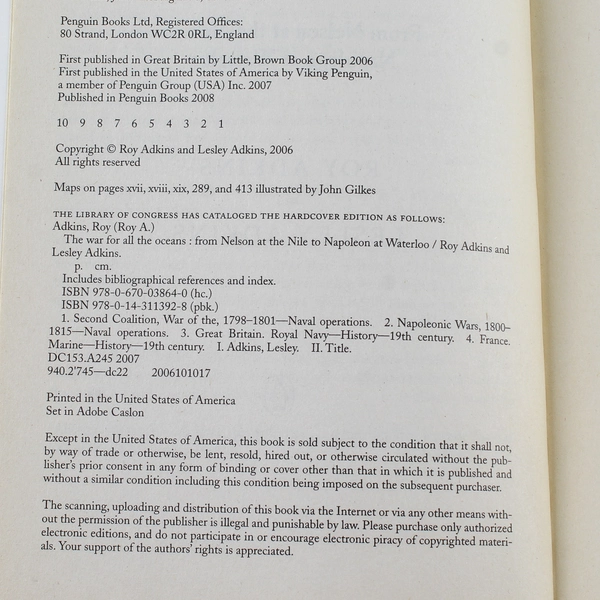 Penguin Books Ltd, Registered Offices:
80 Strand, London WC2R 0RL, England
First published in Great Britain by Little, Brown Book Group 2006
First published in the United States of America by Viking Penguin,
a member of Penguin Group (USA) Inc. 2007
Published in Penguin Books 2008
10 9 8 7 6 5 4 3 2 1
Copyright © Roy Adkins and Lesley Adkins, 2006
All rights reserved
Maps on pages xvii, xviii, xix, 289, and 413 illustrated by John Gilkes
THE LIBRARY OF CONGRESS HAS CATALOGED THE HARDCOVER EDITION AS FOLLOWS:
Adkins, Roy (Roy A.)
The war for all the oceans : from Nelson at the Nile to Napoleon at Waterloo / Roy Adkins and
Lesley Adkins.
p. cm.
Includes bibliographical references and index.
ISBN 978-0-670-03864-0 (hc.)
ISBN 978-0-14-311392-8 (pbk.)
1. Second Coalition, War of the, 1798–1801—Naval operations. 2. Napoleonic Wars, 1800–
1815—Naval operations. 3. Great Britain. Royal Navy—History—19th century. 4. France.
Marine—History—19th century. I. Adkins, Lesley. II. Title.
DC153.A245 2007
940.2'745—dc22 2006101017
Printed in the United States of America
Set in Adobe Caslon
Except in the United States of America, this book is sold subject to the condition that it shall not,
by way of trade or otherwise, be lent, resold, hired out, or otherwise circulated without the pub-
lisher's prior consent in any form of binding or cover other than that in which it is published and
without a similar condition including this condition being imposed on the subsequent purchaser.
The scanning, uploading and distribution of this book via the Internet or via any other means with-
out the permission of the publisher is illegal and punishable by law. Please purchase only authorized
electronic editions, and do not participate in or encourage electronic piracy of copyrighted materi-
als. Your support of the authors' rights is appreciated.